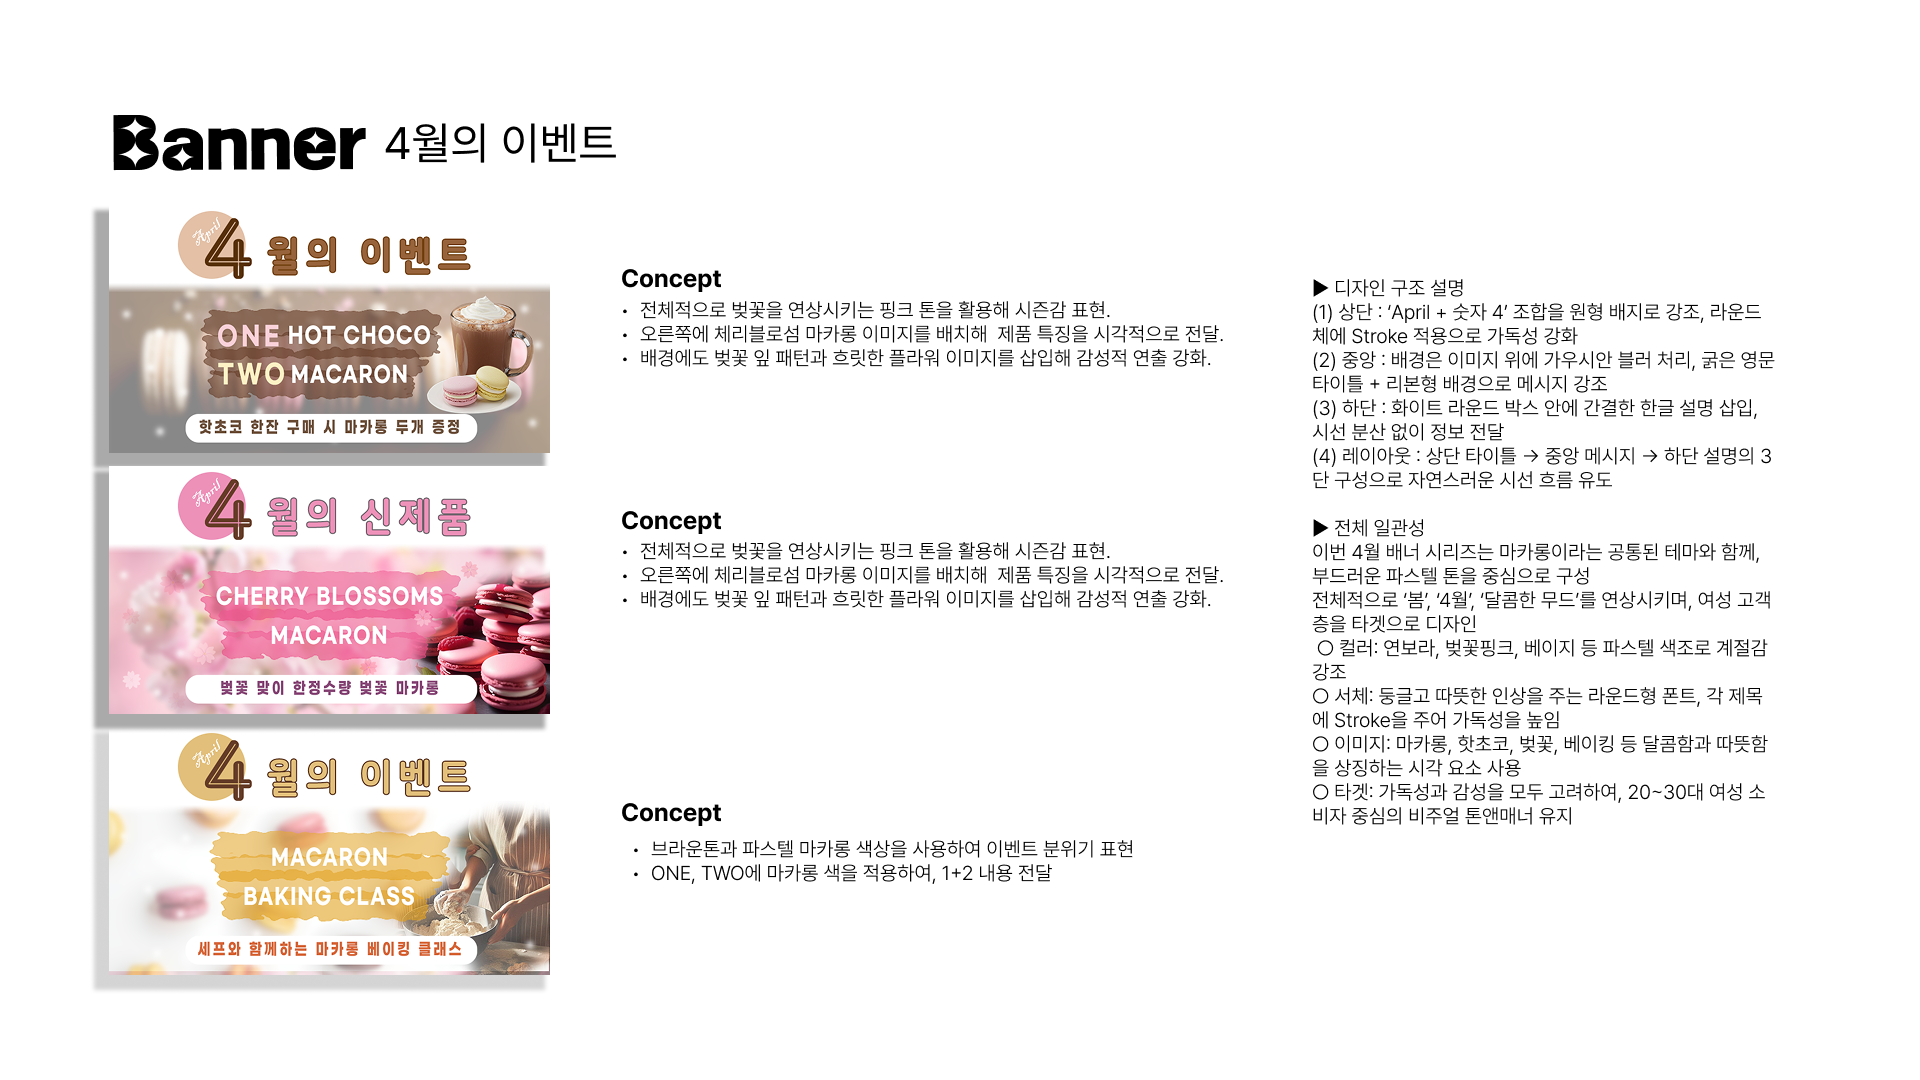 Banner 4월의 이벤트
April
4월의 이벤트
ONE HOT CHOCO
TWO MACARON
핫초코 한잔 구매 시 마카롱 두개 증정
April
4월의 신제품
CHERRY BLOSSOMS
MACARON
벚꽃 맞이 한정수량 벚꽃 마카롱
April
4월의 이벤트
MACARON
BAKING CLASS
셰프와 함께하는 마카롱 베이킹 클래스
Concept
• 전체적으로 벚꽃을 연상시키는 핑크 톤을 활용해 시즌감 표현.
• 오른쪽에 체리블로섬 마카롱 이미지를 배치해 제품 특징을 시각적으로 전달.
• 배경에도 벚꽃 잎 패턴과 흐릿한 플라워 이미지를 삽입해 감성적 연출 강화.
Concept
• 전체적으로 벚꽃을 연상시키는 핑크 톤을 활용해 시즌감 표현.
• 오른쪽에 체리블로섬 마카롱 이미지를 배치해 제품 특징을 시각적으로 전달.
• 배경에도 벚꽃 잎 패턴과 흐릿한 플라워 이미지를 삽입해 감성적 연출 강화.
Concept
• 브라운톤과 파스텔 마카롱 색상을 사용하여 이벤트 분위기 표현
• ONE, TWO에 마카롱 색을 적용하여, 1+2 내용 전달
▶ 디자인 구조 설명
(1) 상단 : ‘April + 숫자 4’ 조합을 원형 배지로 강조, 라운드
체에 Stroke 적용으로 가독성 강화
(2) 중앙 : 배경은 이미지 위에 가우시안 블러 처리, 굵은 영문
타이틀 + 리본형 배경으로 메시지 강조
(3) 하단 : 화이트 라운드 박스 안에 간결한 한글 설명 삽입,
시선 분산 없이 정보 전달
(4) 레이아웃 : 상단 타이틀 → 중앙 메시지 → 하단 설명의 3
단 구성으로 자연스러운 시선 흐름 유도
▶ 전체 일관성
이번 4월 배너 시리즈는 마카롱이라는 공통된 테마와 함께,
부드러운 파스텔 톤을 중심으로 구성
전체적으로 ‘봄’, ‘4월’, ‘달콤한 무드’를 연상시키며, 여성 고객
층을 타겟으로 디자인
○ 컬러: 연보라, 벚꽃핑크, 베이지 등 파스텔 색조로 계절감
강조
○ 서체: 둥글고 따뜻한 인상을 주는 라운드형 폰트, 각 제목
에 Stroke을 주어 가독성을 높임
○ 이미지: 마카롱, 핫초코, 벚꽃, 베이킹 등 달콤함과 따뜻함
을 상징하는 시각 요소 사용
○ 타겟: 가독성과 감성을 모두 고려하여, 20~30대 여성 소
비자 중심의 비주얼 톤앤매너 유지